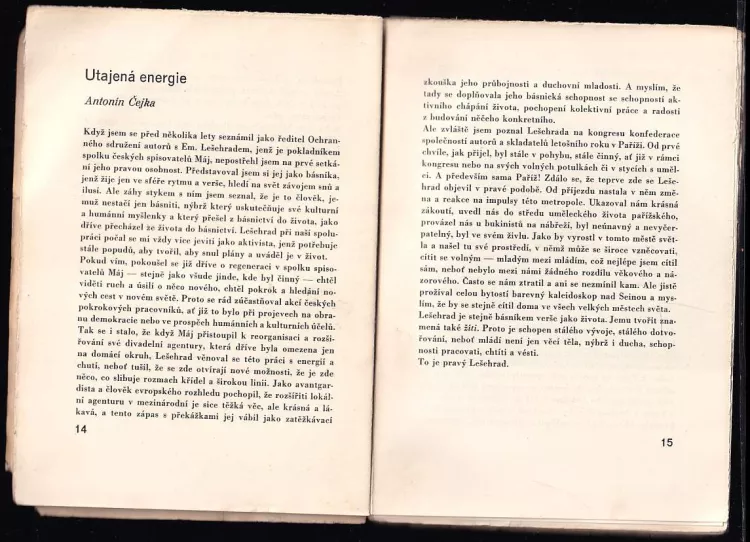 Utajená energie
Antonín Čejka
Když jsem se před několika lety seznámil jako ředitel Ochran-
ného sdružení autorů s Em. Lešehradem, jenž je pokladníkem
spolku českých spisovatelů Máj, nepostřehl jsem na prvé setká-
ní jeho pravou osobnost. Představoval jsem si jej jako básníka,
jenž žije jen ve sféře rytmu a verše, hledí na svět závojem snů a
ilusí. Ale záhy stykem s ním jsem seznal, že je to člověk, je-
muž nestačí jen básniti, nýbrž který uskutečňuje své kulturní
a humánní myšlenky a který přešel z básnictví do života, jako
dříve přecházel ze života do básnictví. Lešehrad při naší spolu-
práci počal se mi vždy více jeviti jako aktivista, jenž potřebuje
stále popudů, aby tvořil, aby snul plány a uváděl je v život.
Pokud vím, pokoušel se již dříve o regeneraci v spolku spiso-
vatelů Máj — stejně jako všude jinde, kde byl činný — chtěl
viděti ruch a úsilí o něco nového, chtěl pokrok a hledání no-
vých cest v novém světě. Proto se rád zúčastňoval akcí českých
pokrokových pracovníků, ať již to bylo při projevech na obra-
nu demokracie nebo ve prospěch humánních a kulturních účelů.
Tak se i stalo, že když Máj přistoupil k reorganisaci a rozši-
řování své divadelní agentury, která dříve byla omezena jen
na domácí okruh, Lešehrad věnoval se této práci s energií a
chutí, neboť tušil, že se zde otvírají nové možnosti, že je zde
něco, co slibuje rozmach křídel a širokou linii. Jako avantgar-
dista a člověk evropského rozhledu pochopil, že rozšířiti lokál-
ní agenturu v mezinárodní je sice těžká věc, ale krásná a lá-
kavá, a tento zápas s překážkami jej vábil jako zatěžkávací
14
zkouška jeho průbojnosti a duchovní mladosti. A myslím, že
tady se doplňovala jeho básnická schopnost se schopností ak-
tivního chápání života, pochopení kolektivní práce a radosti
z budování něčeho konkretního.
Ale zvláště jsem poznal Lešehrada na kongresu konfederace
společností autorů a skladatelů letošního roku v Paříži. Od prvé
chvíle, jak přijel, byl stále v pohybu, stále činný, ať již v rámci
kongresu nebo na svých volných potulkách či v stycích s uměl-
ci. A především sama Paříž! Zdálo se, že teprve zde se Leše-
hrad objevil v pravé podobě. Od příjezdu nastala v něm změ-
na a reakce na impulsy této metropole. Ukazoval nám krásná
zákoutí, uvedl nás do středu uměleckého života pařížského,
provázel nás u bukinistů na nábřeží, byl neúnavný a nevyčer-
patelný, byl ve svém živlu. Jako by vyrostl v tomto městě svět-
la a našel tu své prostředí, v němž může se široce vznécovati,
cítit se volným — mladým mezi mládím, což nejlépe jsem cítil
sám, neboť nebylo mezi námi žádného rozdílu věkového a ná-
zorového. Často se nám ztratil a ani se nezmínil kam. Ale jistě
prožíval celou bytostí barevný kaleidoskop nad Seinou a mys-
lím, že by se stejně cítil doma ve všech velkých městech světa.
Lešehrad je stejně básníkem verše jako života. Jemu tvořit zna-
mená také žíti. Proto je schopen stálého vývoje, stálého dotvo-
řování, neboť mládí není jen věcí těla, nýbrž i ducha, schop-
nosti pracovati, chtíti a vésti.
To je pravý Lešehrad.
15